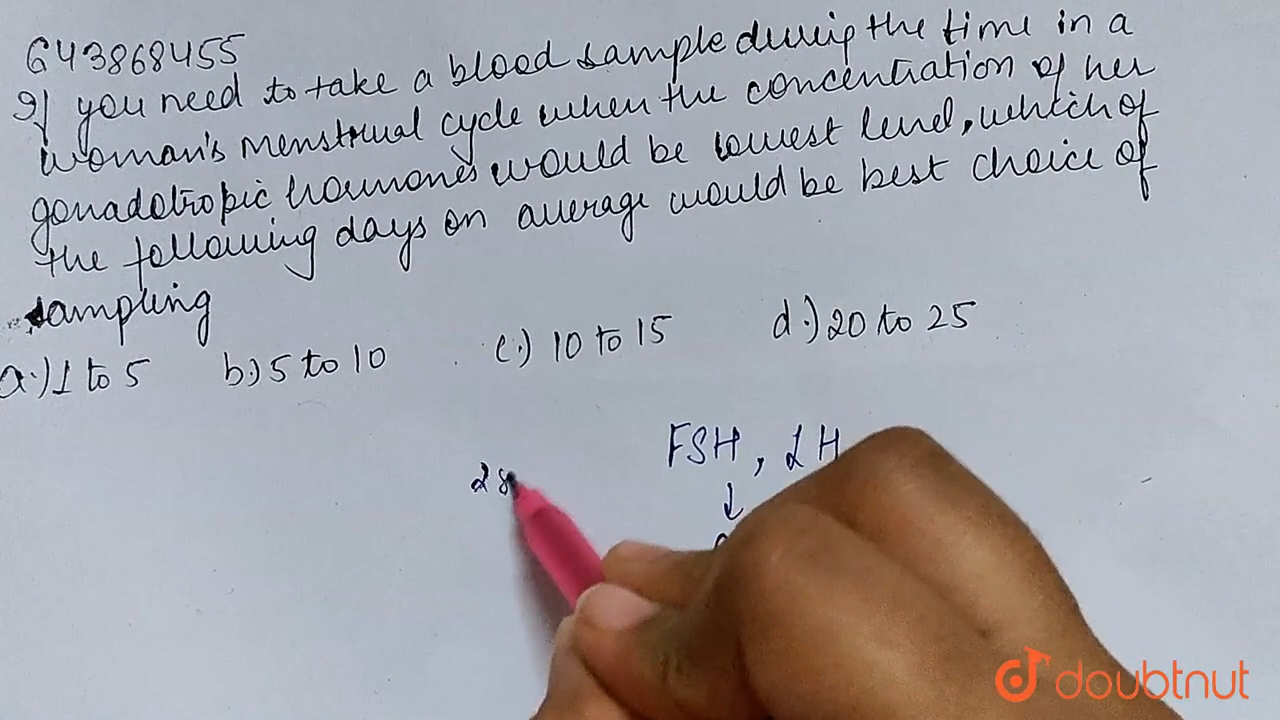 643868455
If you need to take a blood sample during the time in a
woman's menstrual cycle when the concentration of her
gonadotropic hormones would be lowest level, which of
the following days on average would be best choice of
sampling
a.) 1 to 5 b.) 5 to 10 c.) 10 to 15 d.) 20 to 25
FSH, LH
↓
28
doubtnut